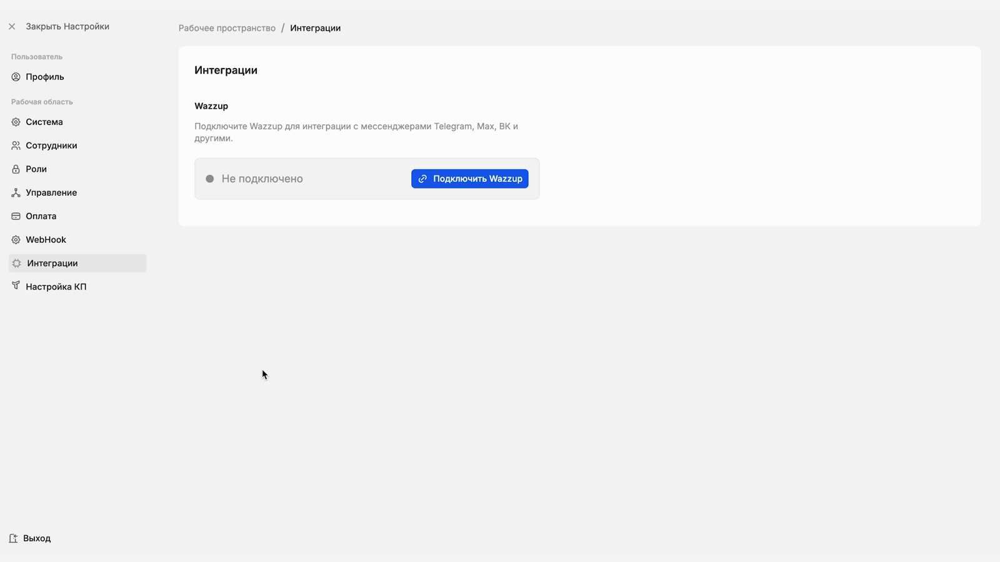 Закрыть Настройки
Пользователь
Профиль
Рабочая область
Система
Сотрудники
Роли
Управление
Оплата
WebHook
Интеграции
Настройка КП
Выход
Рабочее пространство / Интеграции
Интеграции
Wazzup
Подключите Wazzup для интеграции с мессенджерами Telegram, Max, ВК и
другими.
Не подключено
Подключить Wazzup